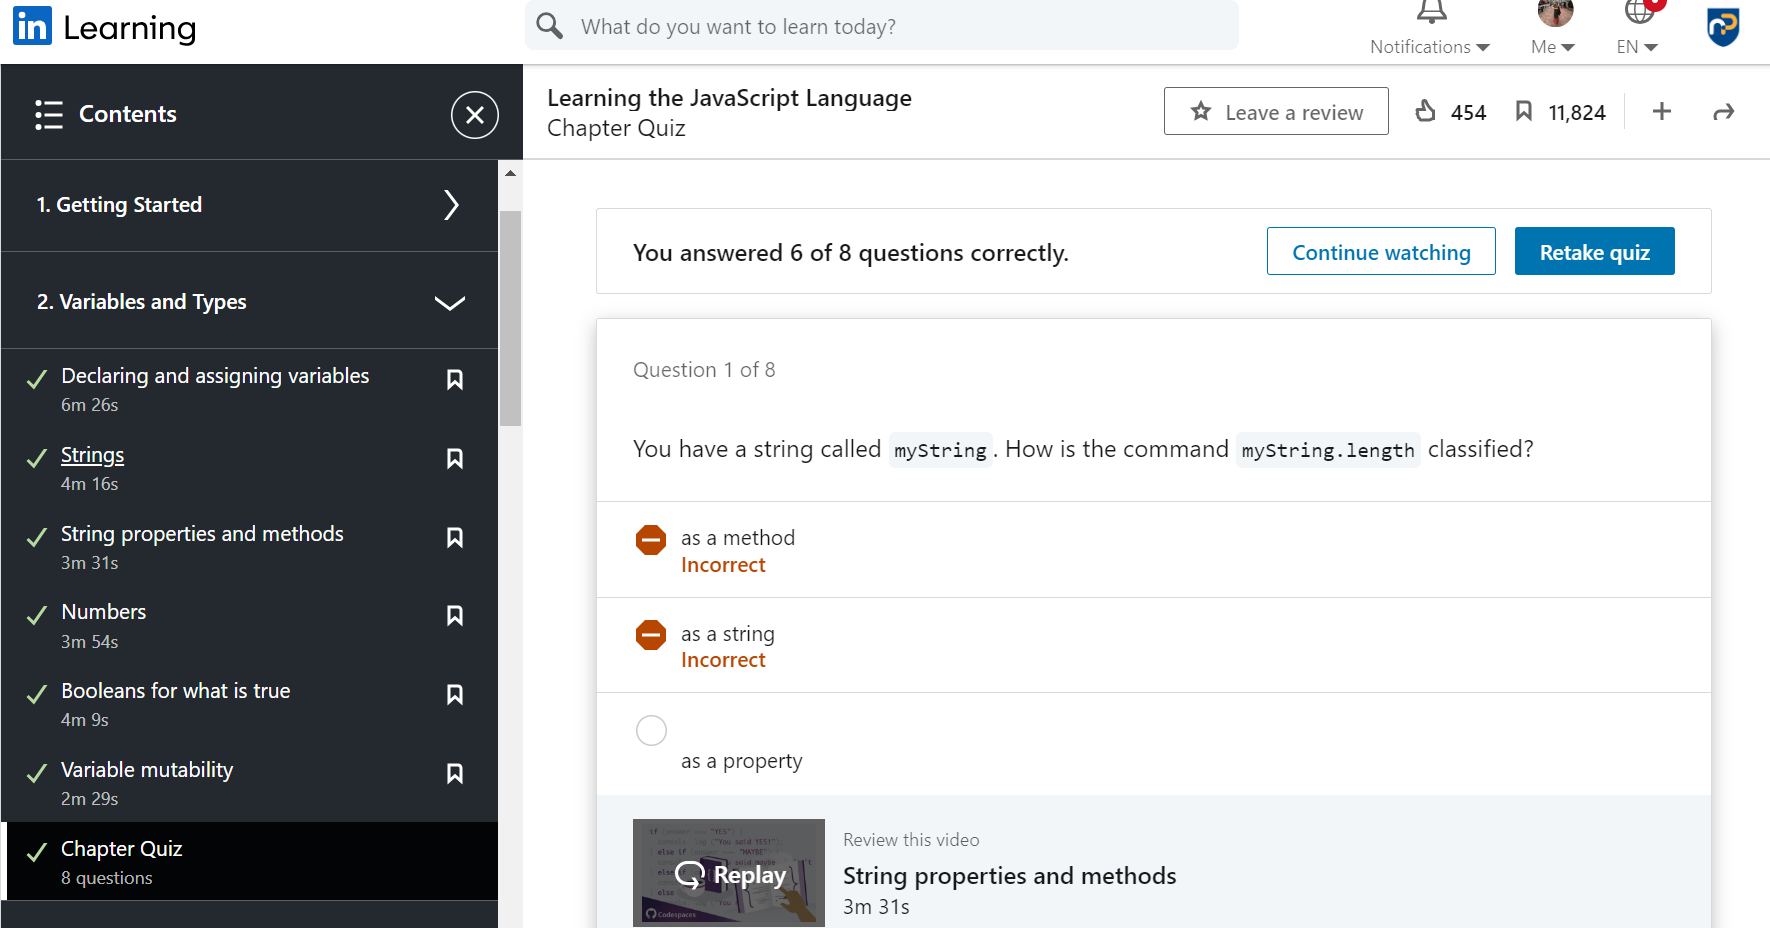 in Learning
What do you want to learn today?
Notifications
Me
EN
Contents
1. Getting Started
2. Variables and Types
Declaring and assigning variables
6m 26s
Strings
4m 16s
String properties and methods
3m 31s
Numbers
3m 54s
Booleans for what is true
4m 9s
Variable mutability
2m 29s
Chapter Quiz
8 questions
Learning the JavaScript Language
Chapter Quiz
Leave a review
454
11,824
You answered 6 of 8 questions correctly.
Continue watching
Retake quiz
Question 1 of 8
You have a string called myString. How is the command myString.length classified?
as a method
Incorrect
as a string
Incorrect
as a property
Replay
Codespaces
Review this video
String properties and methods
3m 31s